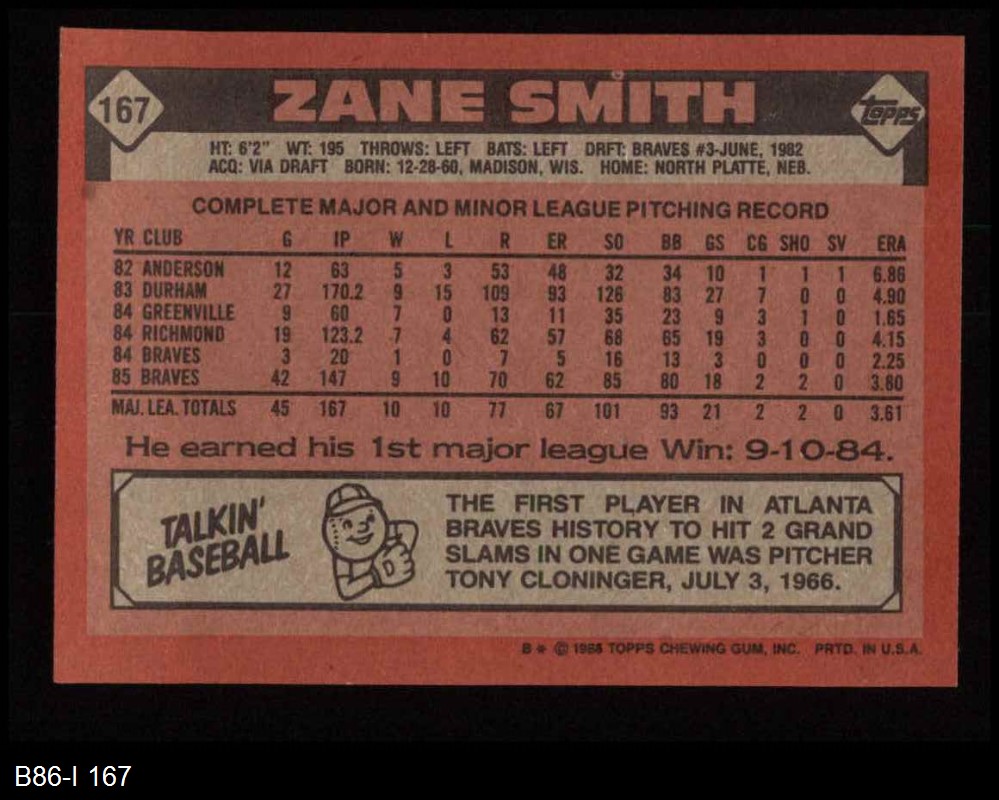 167 ZANE SMITH Topps
HT: 6'2" WT: 195 THROWS: LEFT BATS: LEFT DRFT: BRAVES #3-JUNE, 1982
ACQ: VIA DRAFT BORN: 12-28-60, MADISON, WIS. HOME: NORTH PLATTE, NEB.
COMPLETE MAJOR AND MINOR LEAGUE PITCHING RECORD
YR CLUB G IP W L R ER SO BB GS CG SHO SV ERA
82 ANDERSON 12 63 5 3 53 48 32 34 10 1 1 1 6.86
83 DURHAM 27 170.2 9 15 109 93 126 83 27 7 0 0 4.90
84 GREENVILLE 9 60 7 0 13 11 35 23 9 3 1 0 1.65
84 RICHMOND 19 123.2 7 4 62 57 68 65 19 3 0 0 4.15
84 BRAVES 3 20 1 0 7 5 16 13 3 0 0 0 2.25
85 BRAVES 42 147 9 10 70 62 85 80 18 2 2 0 3.80
MAJ. LEA. TOTALS 45 167 10 10 77 67 101 93 21 2 2 0 3.61
He earned his 1st major league Win: 9-10-84.
TALKIN'
BASEBALL
THE FIRST PLAYER IN ATLANTA
BRAVES HISTORY TO HIT 2 GRAND
SLAMS IN ONE GAME WAS PITCHER
TONY CLONINGER, JULY 3, 1966.
B * © 1986 TOPPS CHEWING GUM, INC. PRTD. IN U.S.A.
B86-I 167